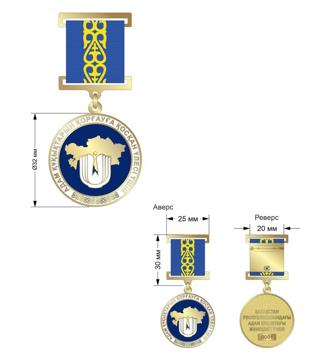 АДАМ ҚҰҚЫҚТАРЫН ҚОРҒАУҒА ҚОСҚАН ҮЛЕСІ ҮШІН
Ø32 мм
Аверс
25 мм
30 мм
Реверс
20 мм
ҚАЗАҚСТАН
РЕСПУБЛИКАСЫНДАҒЫ
АДАМ ҚҰҚЫҚТАРЫ
ЖӨНІНДЕГІ УӘКІЛ